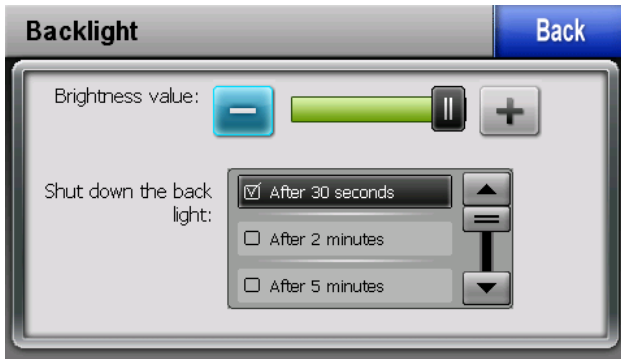 Backlight
Back
Brightness value:
Shut down the back
light:
After 30 seconds
After 2 minutes
After 5 minutes